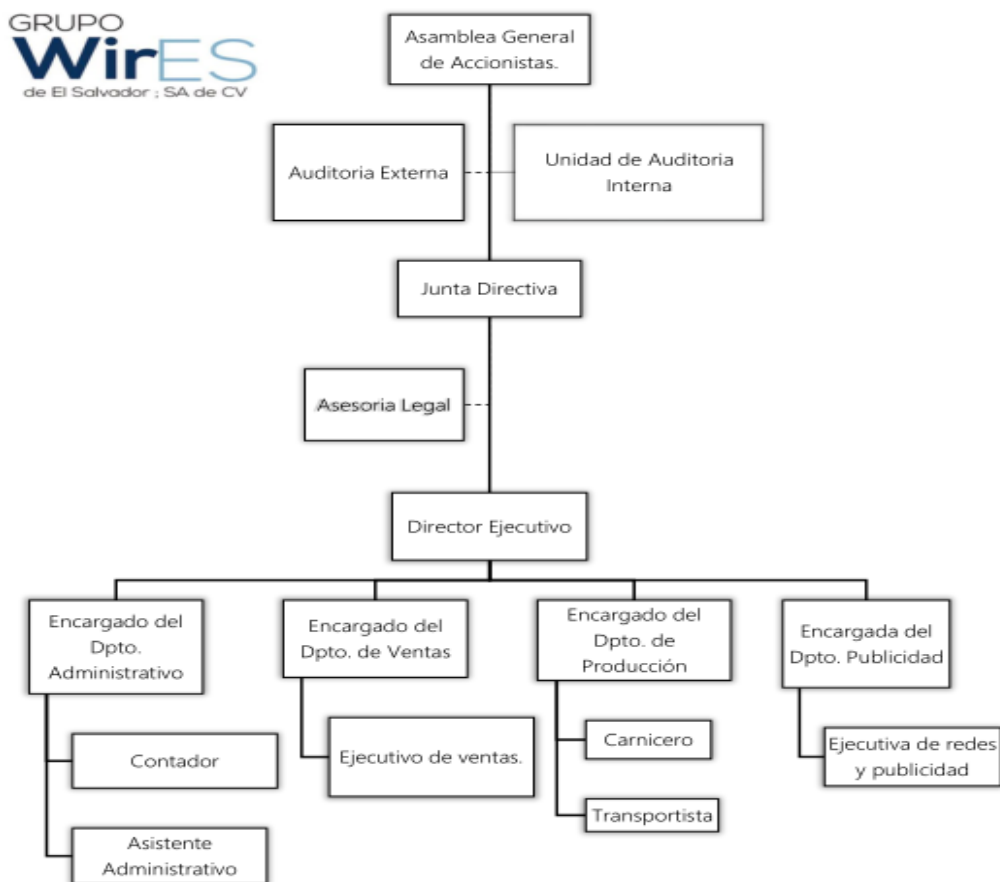 GRUPO
WirES
de El Salvador ; SA de CV
Asamblea General
de Accionistas.
Auditoria Externa
Unidad de Auditoria
Interna
Junta Directiva
Asesoria Legal
Director Ejecutivo
Encargado del
Dpto.
Administrativo
Contador
Asistente
Administrativo
Encargado del
Dpto. de Ventas
Ejecutivo de ventas.
Encargado del
Dpto. de
Producción
Carnicero
Transportista
Encargada del
Dpto. Publicidad
Ejecutiva de redes
y publicidad